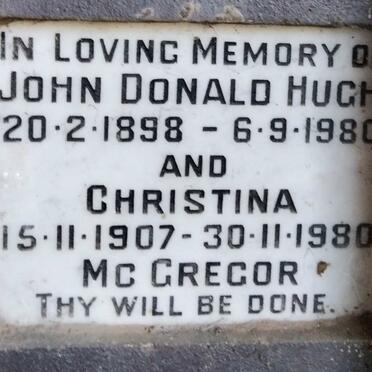 IN LOVING MEMORY OF
JOHN DONALD HUGH
20·2·1898 – 6·9·1980
AND
CHRISTINA
15·11·1907 – 30·11·1980
MC GREGOR
THY WILL BE DONE.